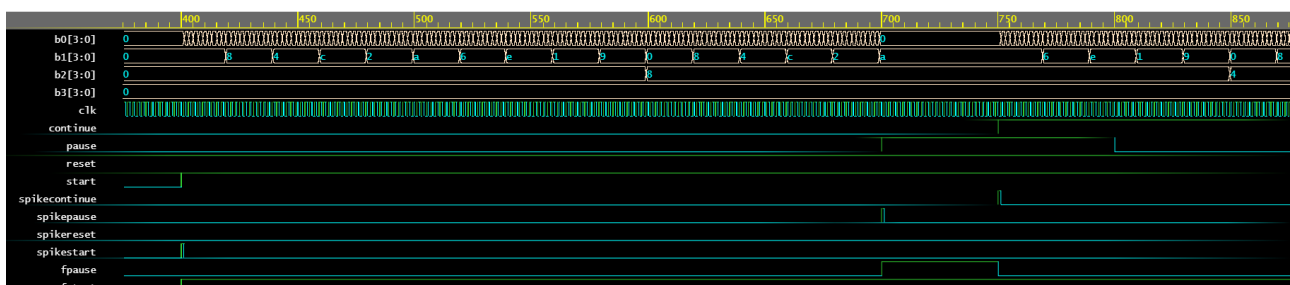 400 450 500 550 600 650 700 750 800 850
b0[3:0] 0 0
b1[3:0] 0 8 4 c 2 a 6 e 1 9 0 8 4 c 2 a 6 e 1 9 0 8
b2[3:0] 0 8 4
b3[3:0] 0
clk
continue
pause
reset
start
spikecontinue
spikepause
spikereset
spikestart
fpause